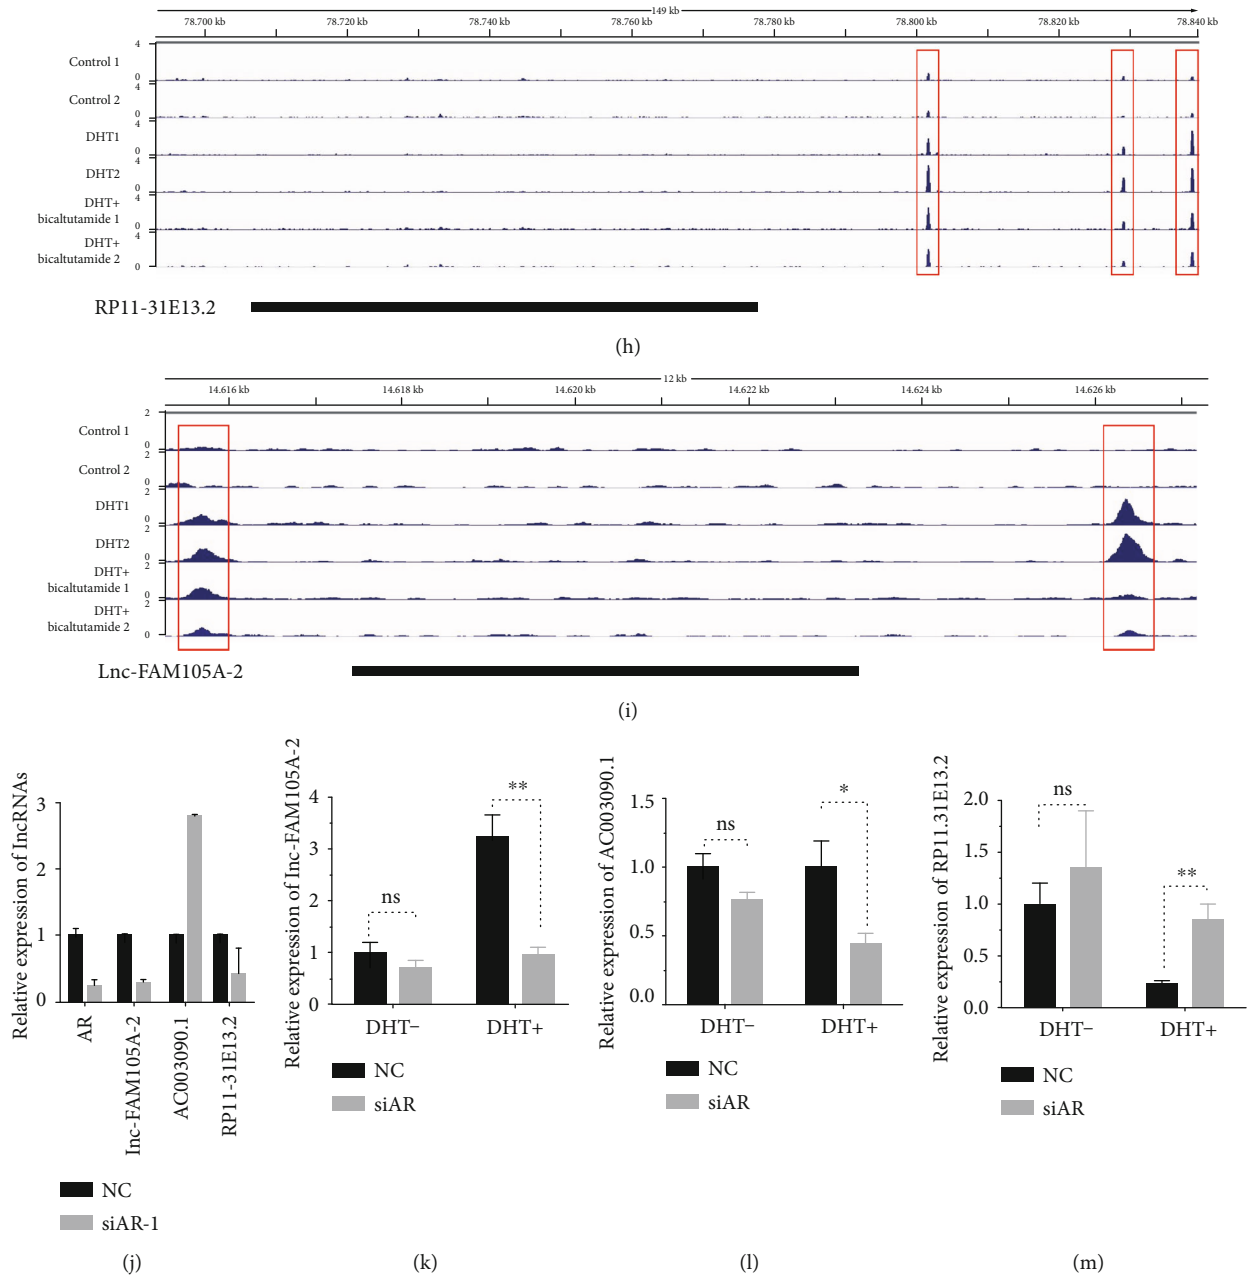 149 kb
78.700 kb 78.720 kb 78.740 kb 78.760 kb 78.780 kb 78.800 kb 78.820 kb 78.840 kb
4
Control 1
0
4
Control 2
0
4
DHT1
0
4
DHT2
0
4
DHT+
bicaltutamide 1
0
4
DHT+
bicaltutamide 2
0
RP11-31E13.2
(h)
12 kb
14.616 kb 14.618 kb 14.620 kb 14.622 kb 14.624 kb 14.626 kb
2
Control 1
0
2
Control 2
0
2
DHT1
0
2
DHT2
0
2
DHT+
bicaltutamide 1
0
2
DHT+
bicaltutamide 2
0
Lnc-FAM105A-2
(i)
Relative expression of lncRNAs
3
2
1
0
AR
lnc-FAM105A-2
AC003090.1
RP11-31E13.2
NC
siAR-1
(j)
Relative expression of lnc-FAM105A-2
4
3
2
1
0
ns
**
DHT− DHT+
NC
siAR
(k)
Relative expression of AC003090.1
1.5
1.0
0.5
0.0
ns
*
DHT− DHT+
NC
siAR
(l)
Relative expression of RP11.31E13.2
2.0
1.5
1.0
0.5
0.0
ns
**
DHT− DHT+
NC
siAR
(m)